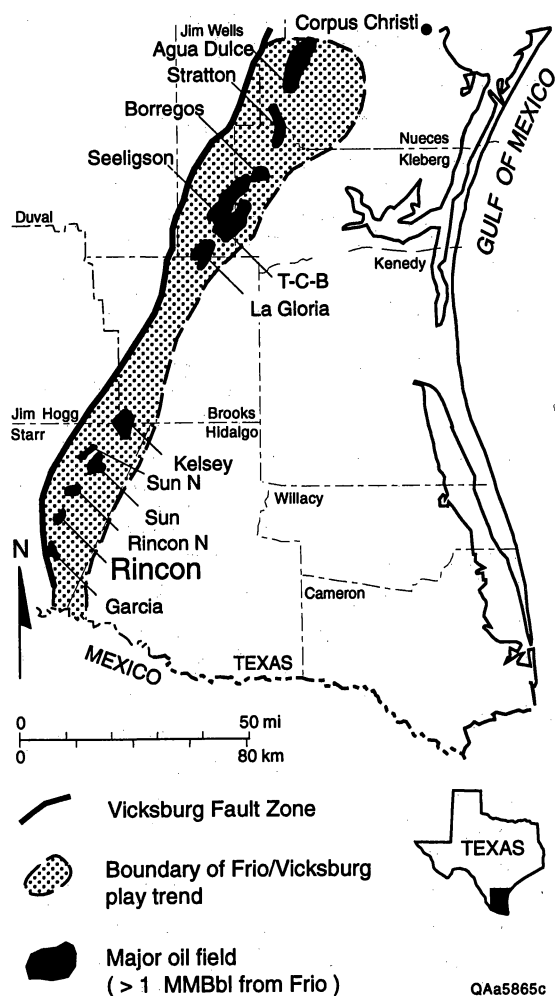 Corpus Christi
Jim Wells
Agua Dulce
Stratton
Borregos
Nueces
Kleberg
Seeligson
GULF OF MEXICO
Duval
Kenedy
T-C-B
La Gloria
Jim Hogg
Starr
Brooks
Hidalgo
Kelsey
Sun N
Willacy
Sun
Rincon N
N
Rincon
Cameron
Garcia
MEXICO
TEXAS
0 50 mi
0 80 km
Vicksburg Fault Zone
TEXAS
Boundary of Frio/Vicksburg
play trend
Major oil field
( > 1 MMBbl from Frio )
QAa5865c